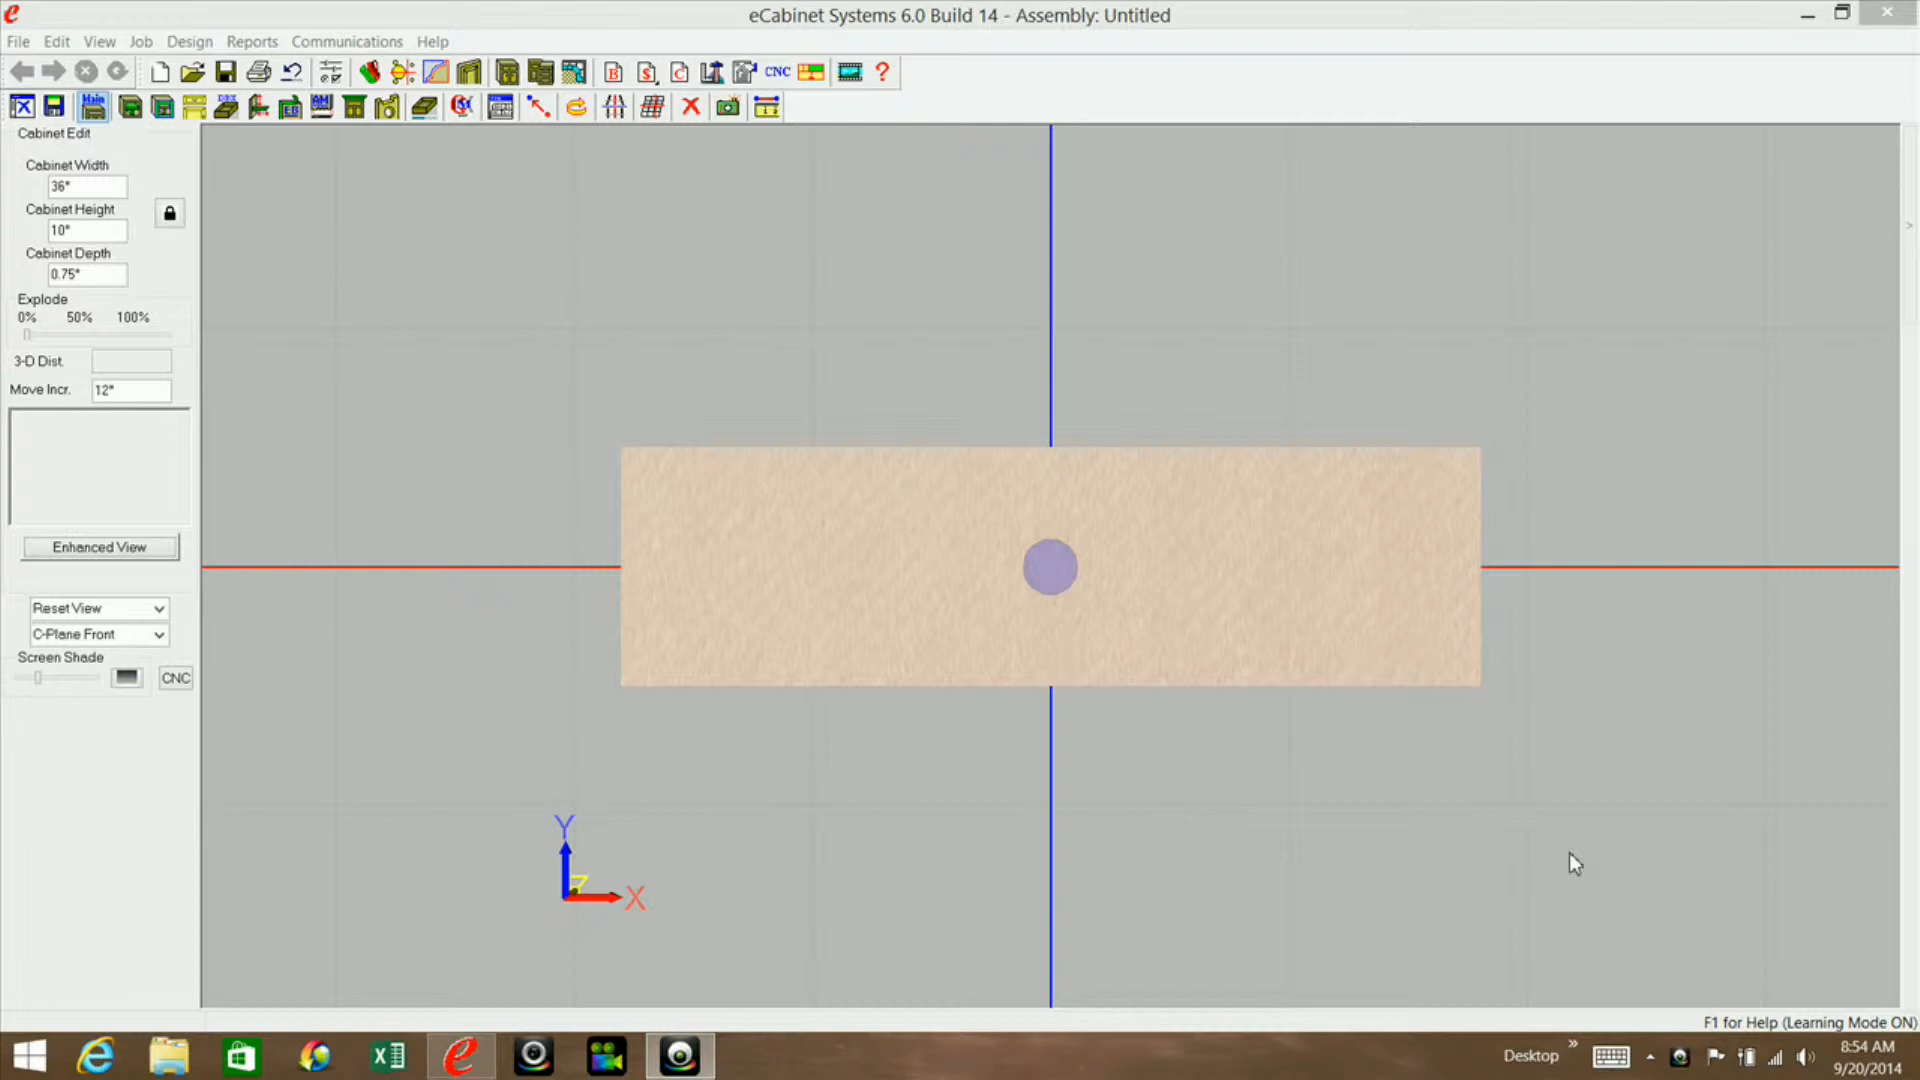 eCabinet Systems 6.0 Build 14 - Assembly: Untitled
File Edit View Job Design Reports Communications Help
B $ C CNC ?
Main DBX EB
Cabinet Edit
Cabinet Width
36"
Cabinet Height
10"
Cabinet Depth
0.75"
Explode
0% 50% 100%
3-D Dist.
Move Incr. 12"
Enhanced View
Reset View
C-Plane Front
Screen Shade
CNC
Y
X
F1 for Help (Learning Mode ON)
Desktop
8:54 AM
9/20/2014